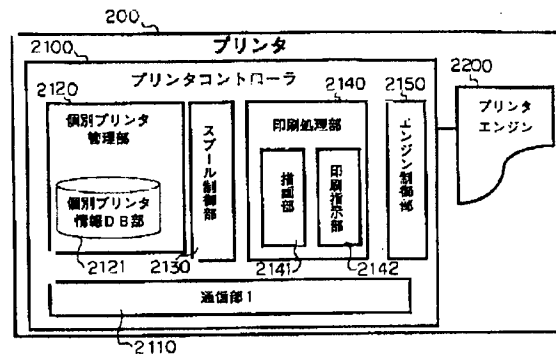 200
プリンタ
2100
プリンタコントローラ
2120
個別プリンタ
管理部
個別プリンタ
情報DB部
2121
スプール制御部
2130
2140
印刷処理部
描画部
2141
印刷指示部
2142
2150
エンジン制御部
2200
プリンタ
エンジン
通信部1
2110